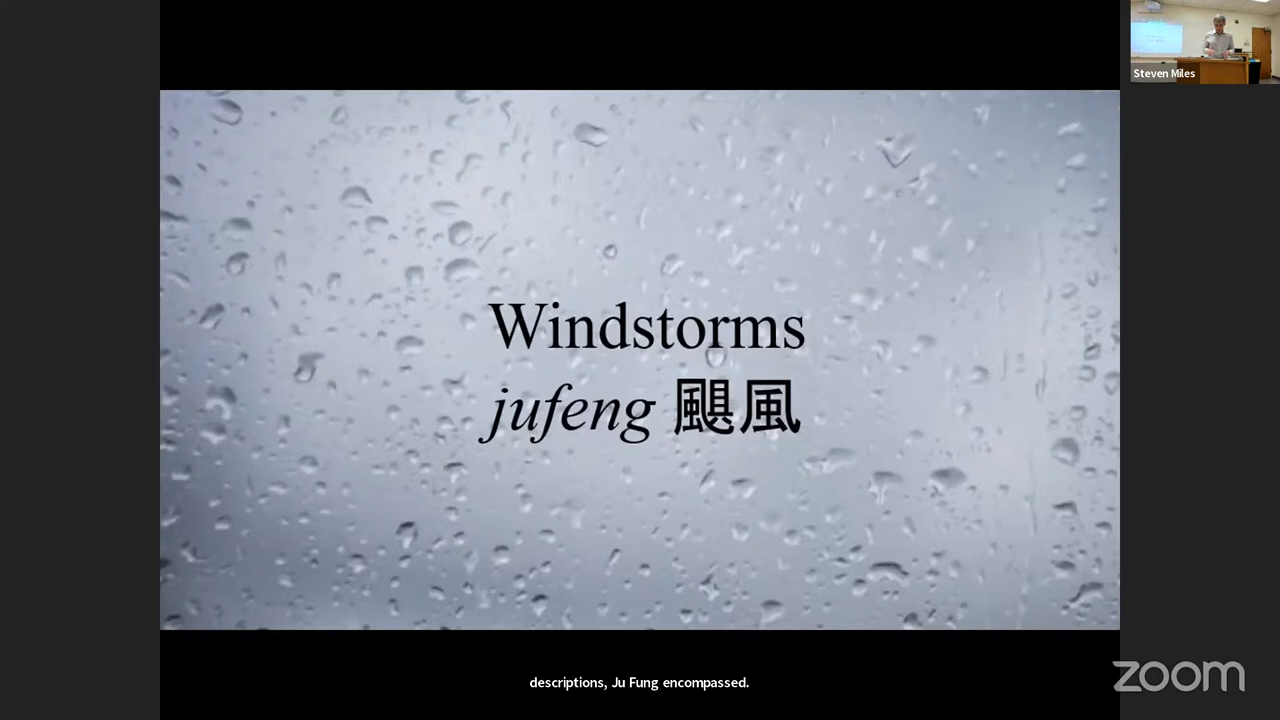 Steven Miles
Windstorms
jufeng 颶風
descriptions, Ju Fung encompassed.
zoom